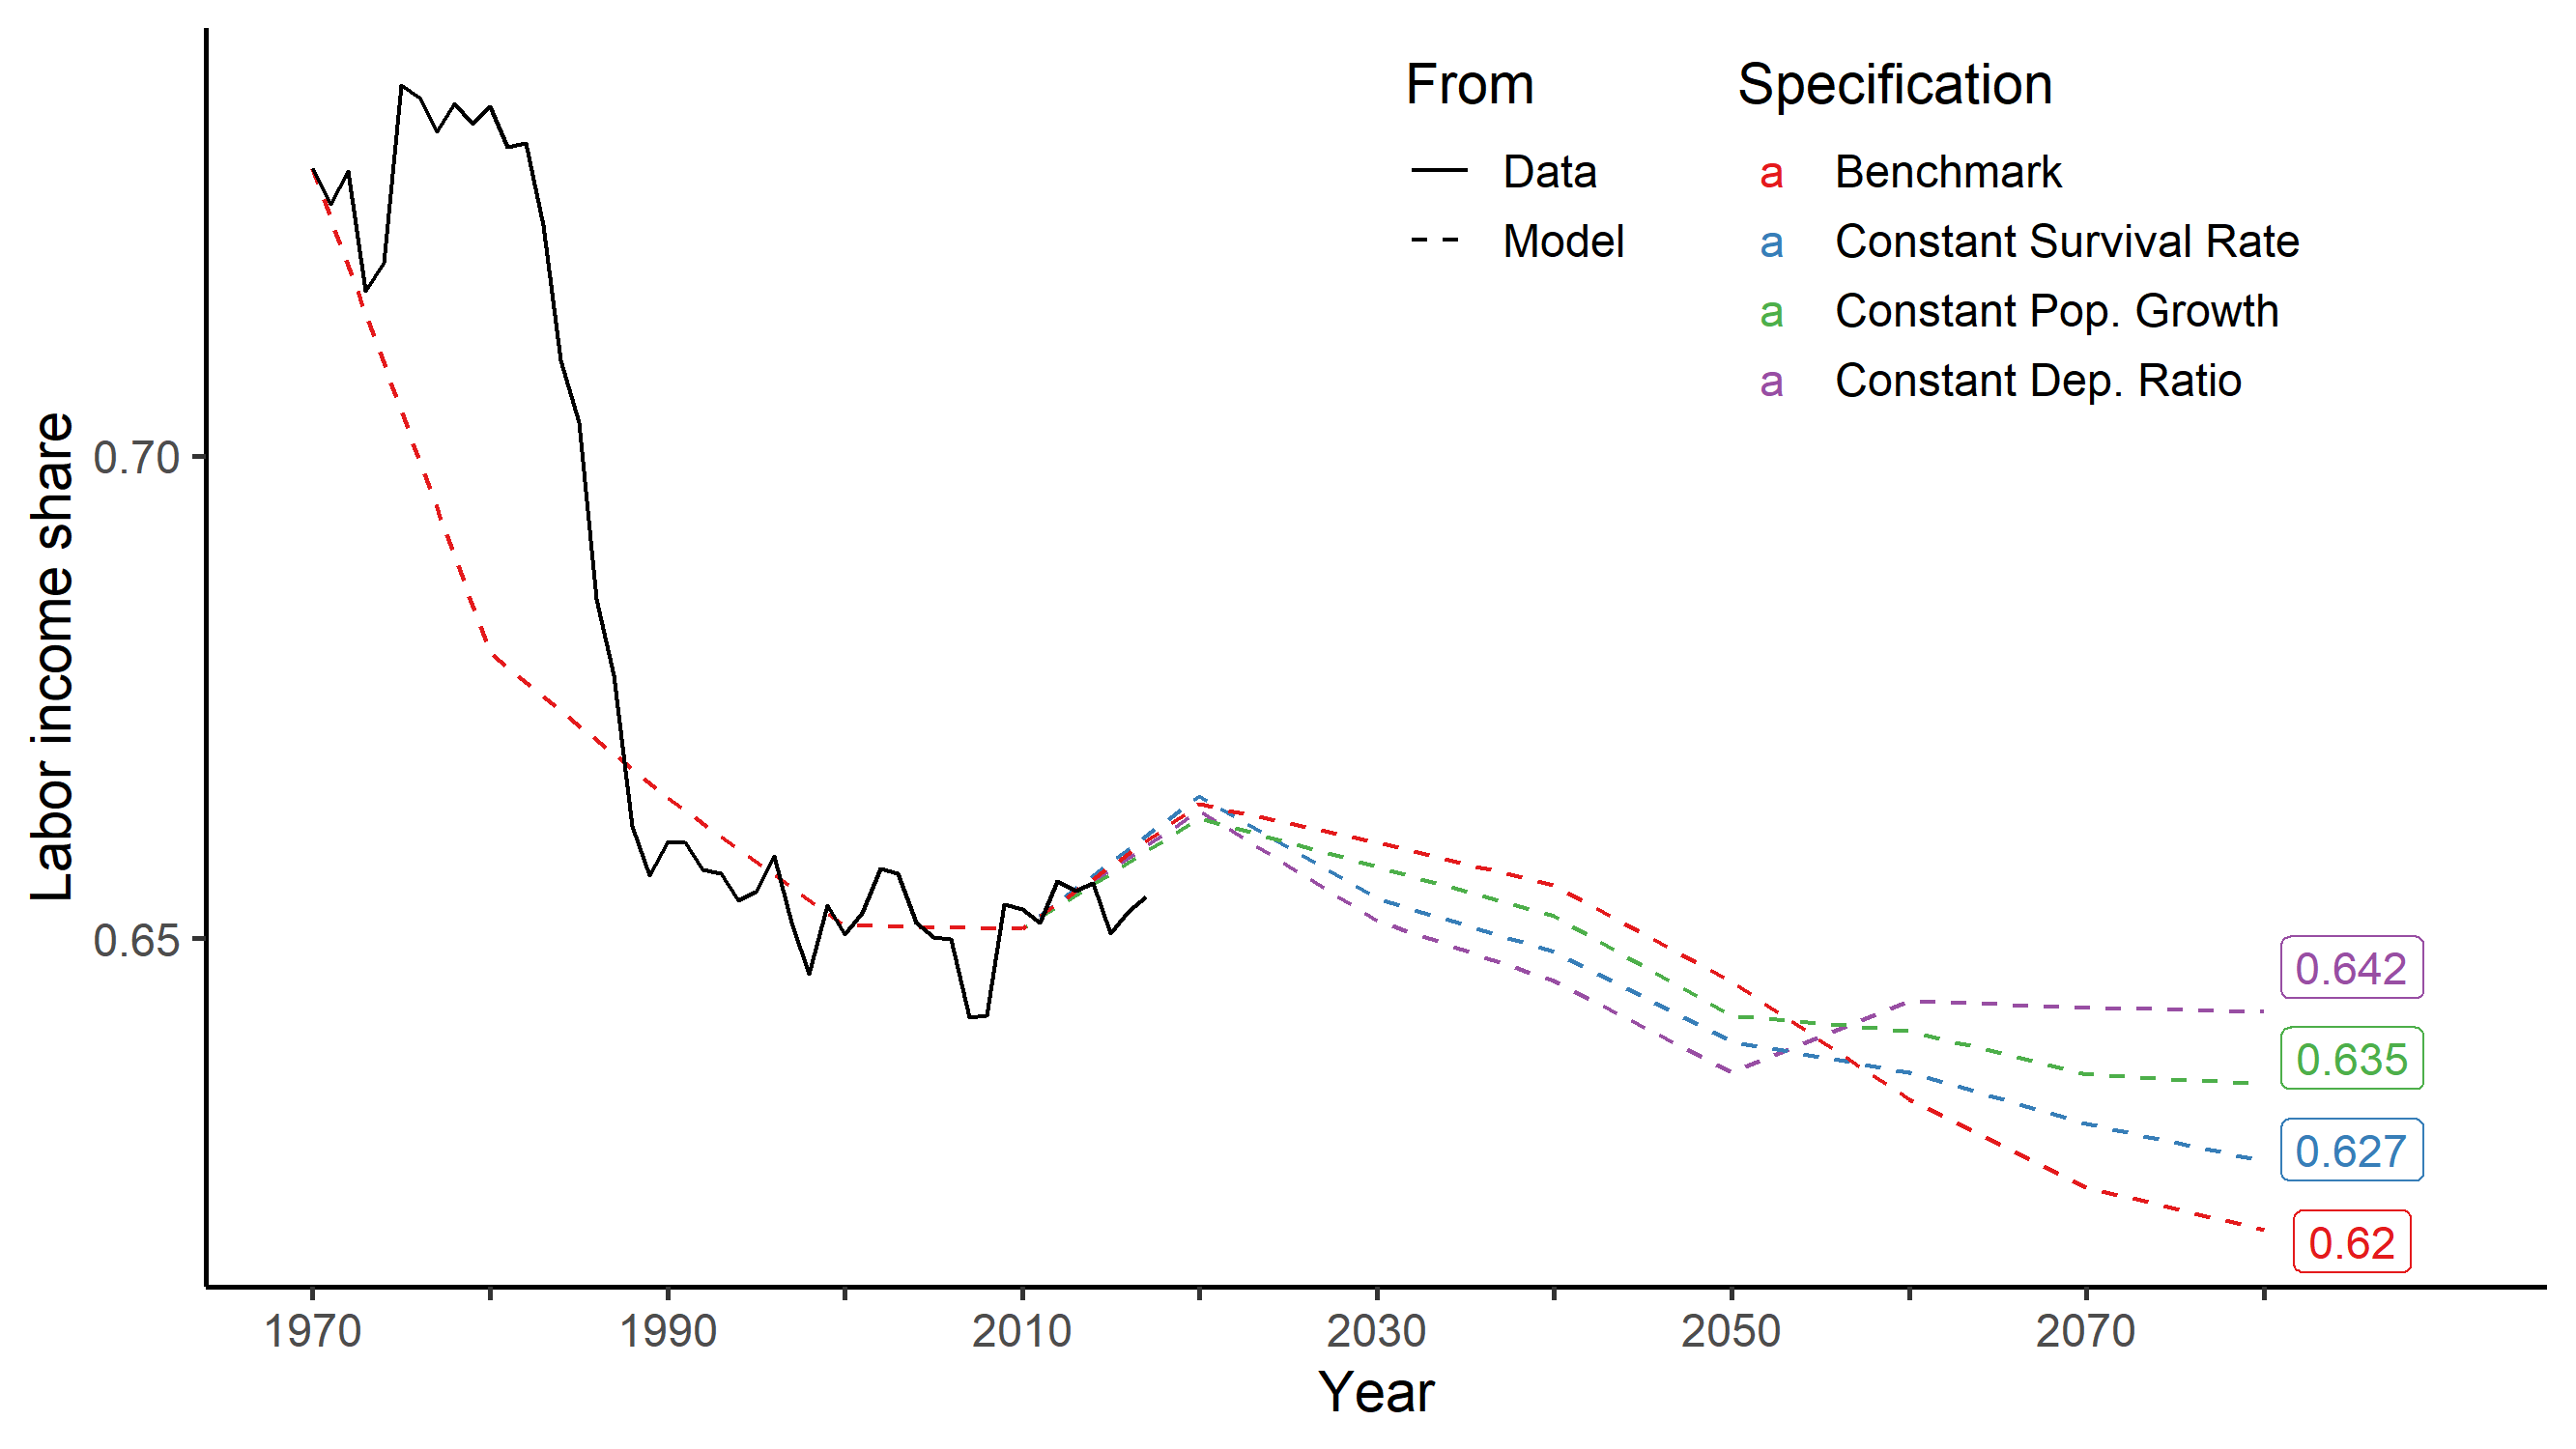 From
Data
Model
Specification
a Benchmark
a Constant Survival Rate
a Constant Pop. Growth
a Constant Dep. Ratio
Labor income share
0.70
0.65
0.642
0.635
0.627
0.62
1970 1990 2010 2030 2050 2070
Year